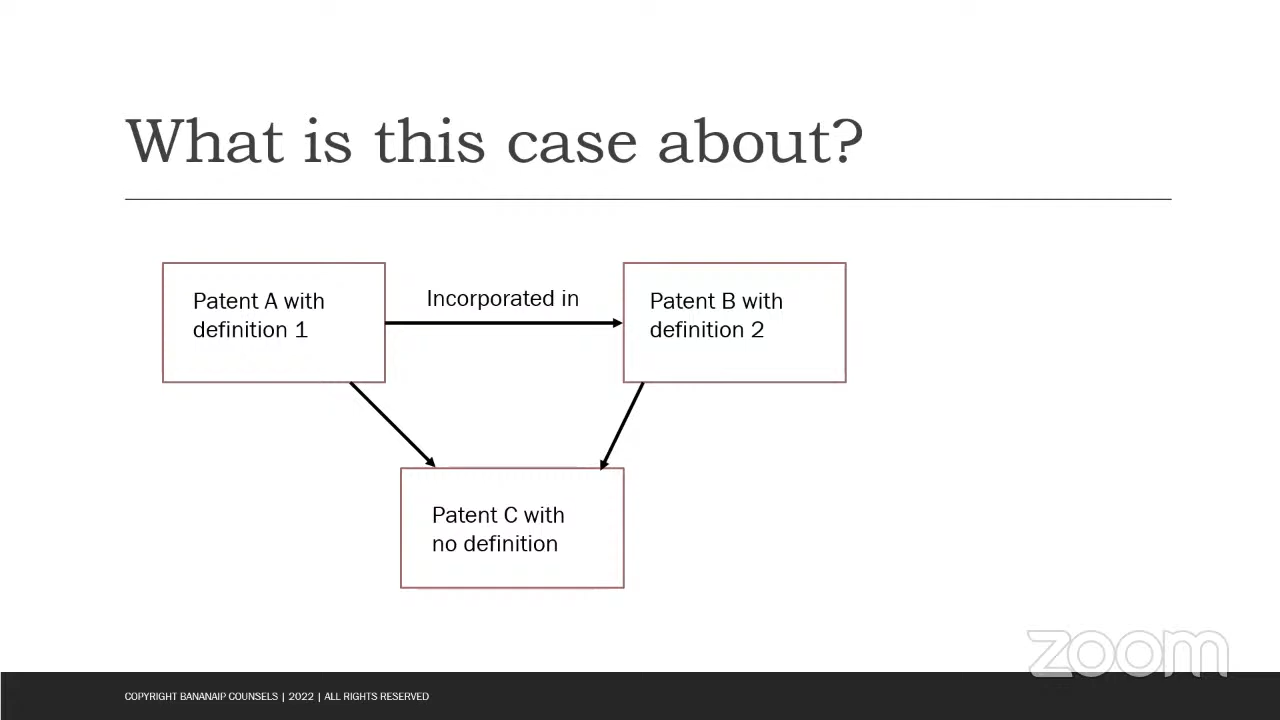 What is this case about?
Patent A with
definition 1
Incorporated in
Patent B with
definition 2
Patent C with
no definition
zoom
COPYRIGHT BANANAIP COUNSELS | 2022 | ALL RIGHTS RESERVED